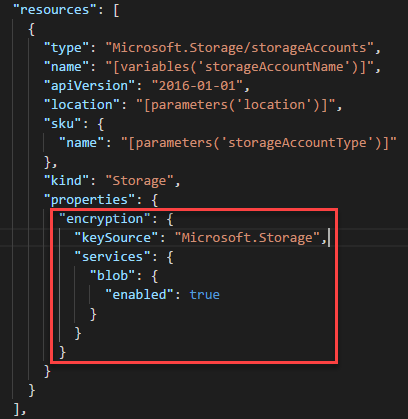 "resources": [
{
"type": "Microsoft.Storage/storageAccounts",
"name": "[variables('storageAccountName')]",
"apiVersion": "2016-01-01",
"location": "[parameters('location')]",
"sku": {
"name": "[parameters('storageAccountType')]"
},
"kind": "Storage",
"properties": {
"encryption": {
"keySource": "Microsoft.Storage",
"services": {
"blob": {
"enabled": true
}
}
}
}
}
],